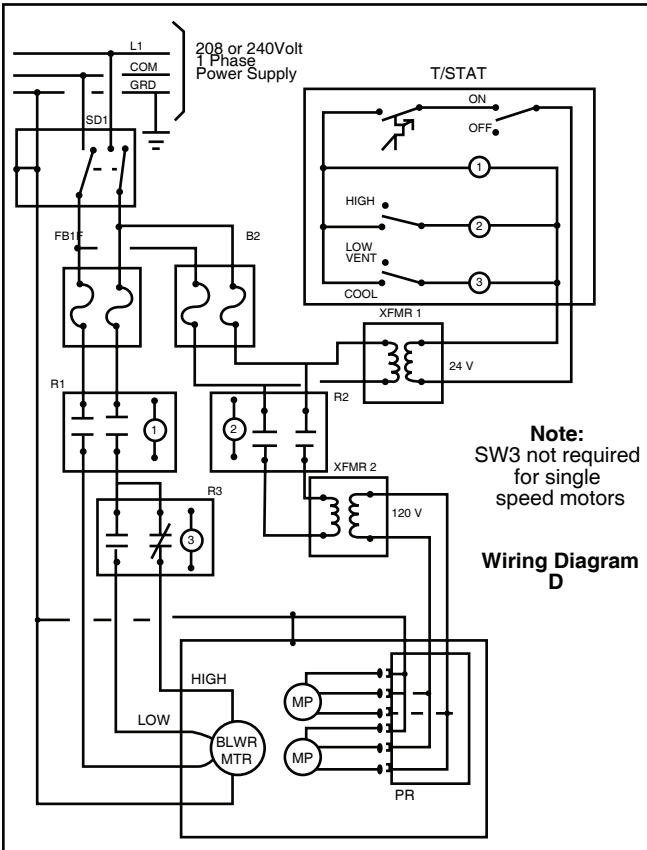 L1
208 or 240Volt
1 Phase
Power Supply
COM
GRD
SD1
T/STAT
ON
OFF
1
HIGH
2
LOW
VENT
3
COOL
FB1F
B2
XFMR 1
24 V
R1
1
R2
2
Note:
SW3 not required
for single
speed motors
XFMR 2
120 V
R3
3
Wiring Diagram
D
HIGH
LOW
BLWR
MTR
MP
MP
PR